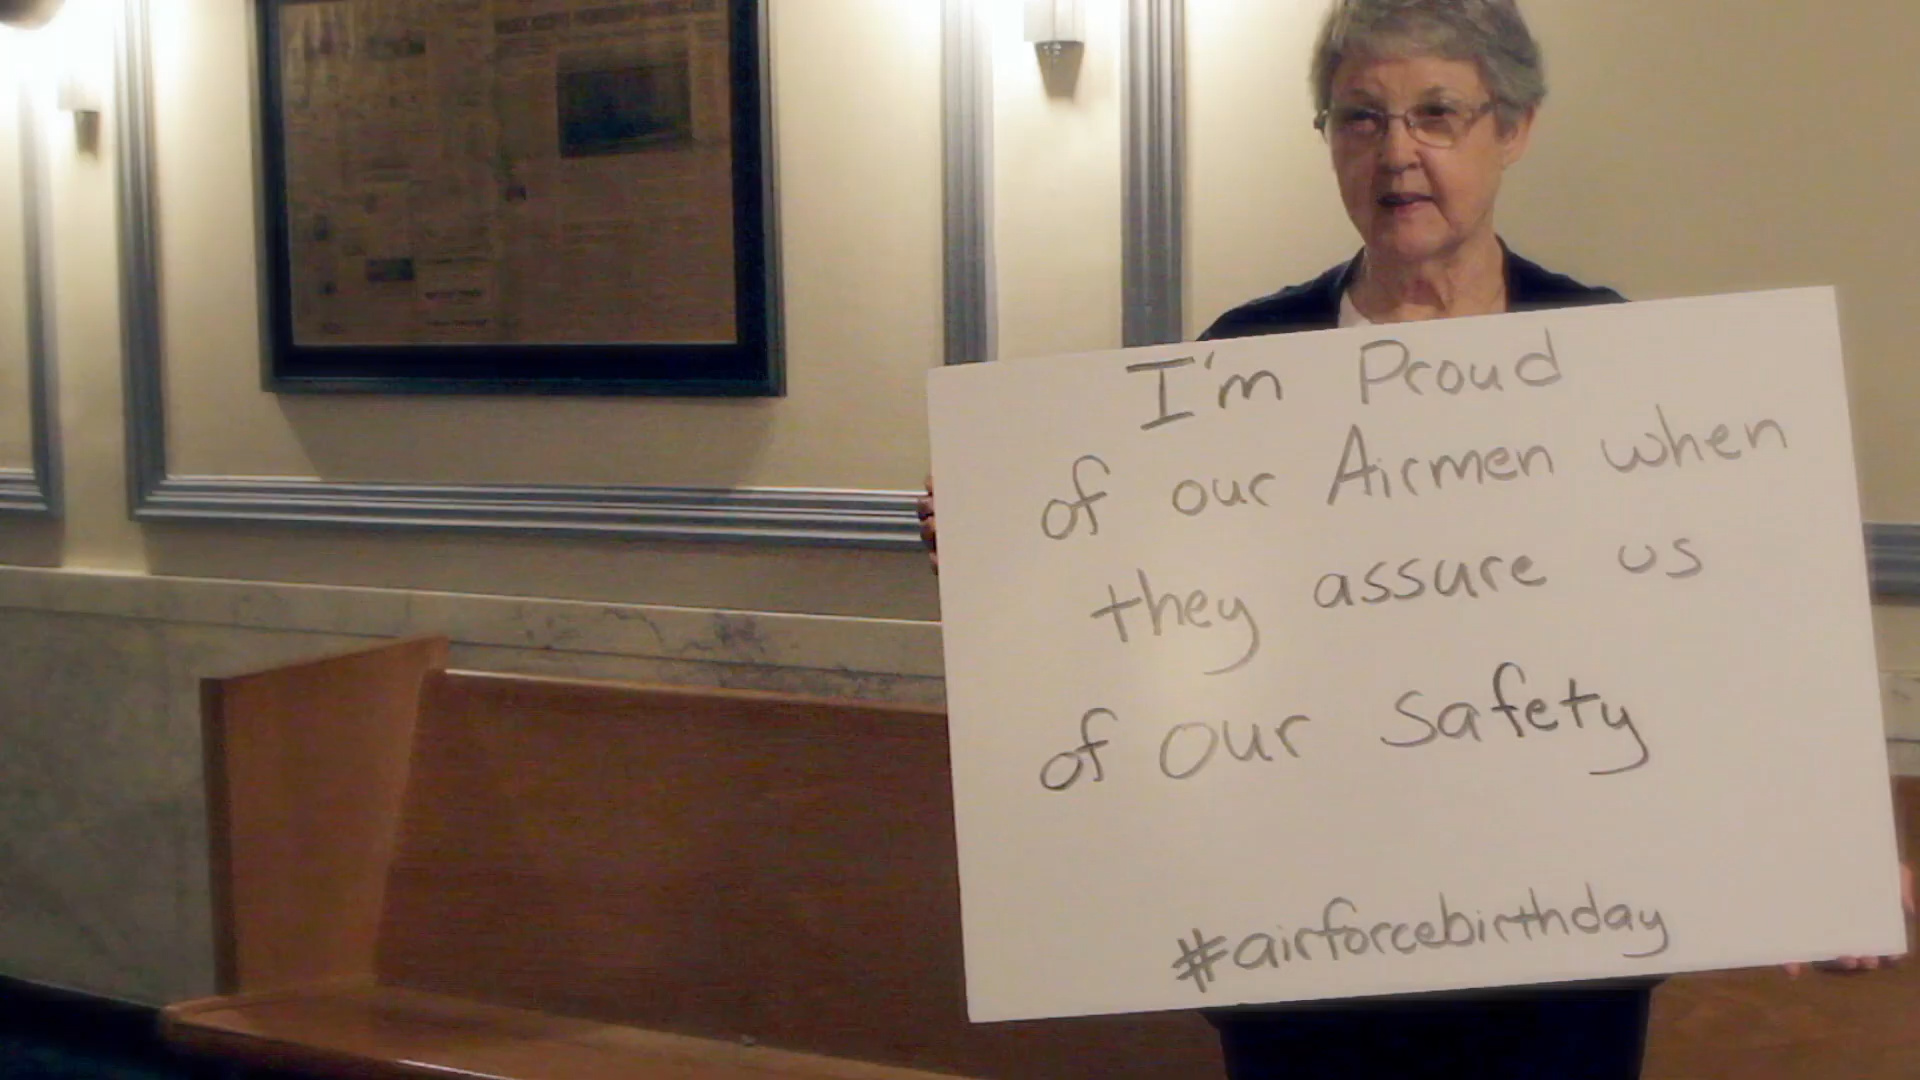 I'm Proud
of our Airmen when
they assure us
of our safety
#airforcebirthday